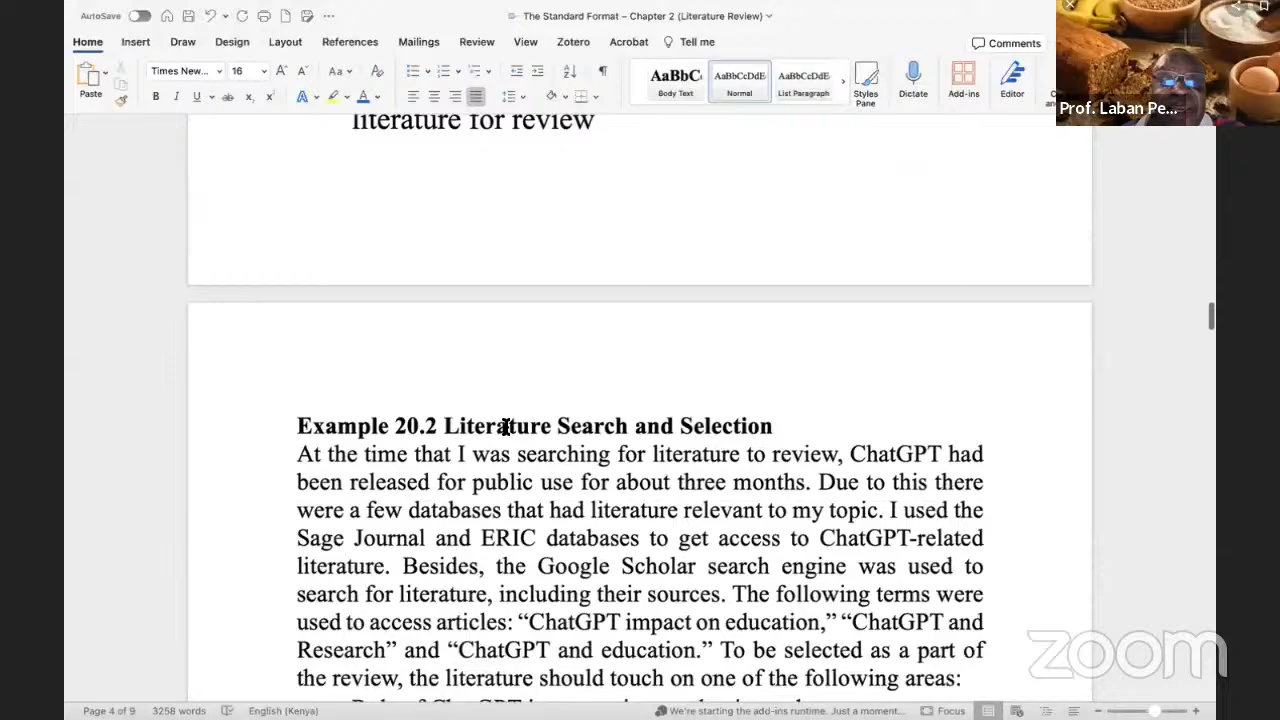 AutoSave
The Standard Format – Chapter 2 (Literature Review)
Home Insert Draw Design Layout References Mailings Review View Zotero Acrobat Tell me
Comments
Paste
Times New... 16
AaBbC AaBbCcDdE AaBbCcDdE
Body Text Normal List Paragraph
Styles Pane
Dictate
Add-ins
Editor
Prof. Laban Pe...
literature for review
Example 20.2 Literature Search and Selection
At the time that I was searching for literature to review, ChatGPT had
been released for public use for about three months. Due to this there
were a few databases that had literature relevant to my topic. I used the
Sage Journal and ERIC databases to get access to ChatGPT-related
literature. Besides, the Google Scholar search engine was used to
search for literature, including their sources. The following terms were
used to access articles: “ChatGPT impact on education,” “ChatGPT and
Research” and “ChatGPT and education.” To be selected as a part of
the review, the literature should touch on one of the following areas:
zoom
Page 4 of 9 3258 words English (Kenya) We're starting the add-ins runtime. Just a moment... Focus